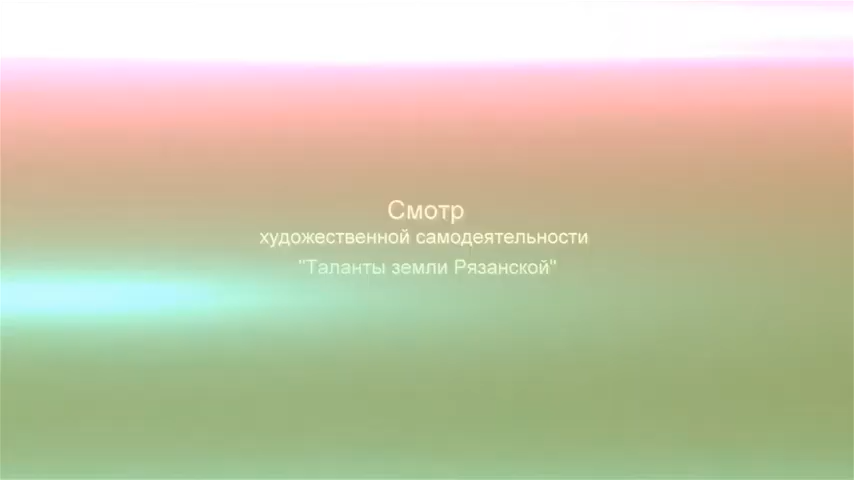 Смотр
художественной самодеятельности
"Таланты земли Рязанской"